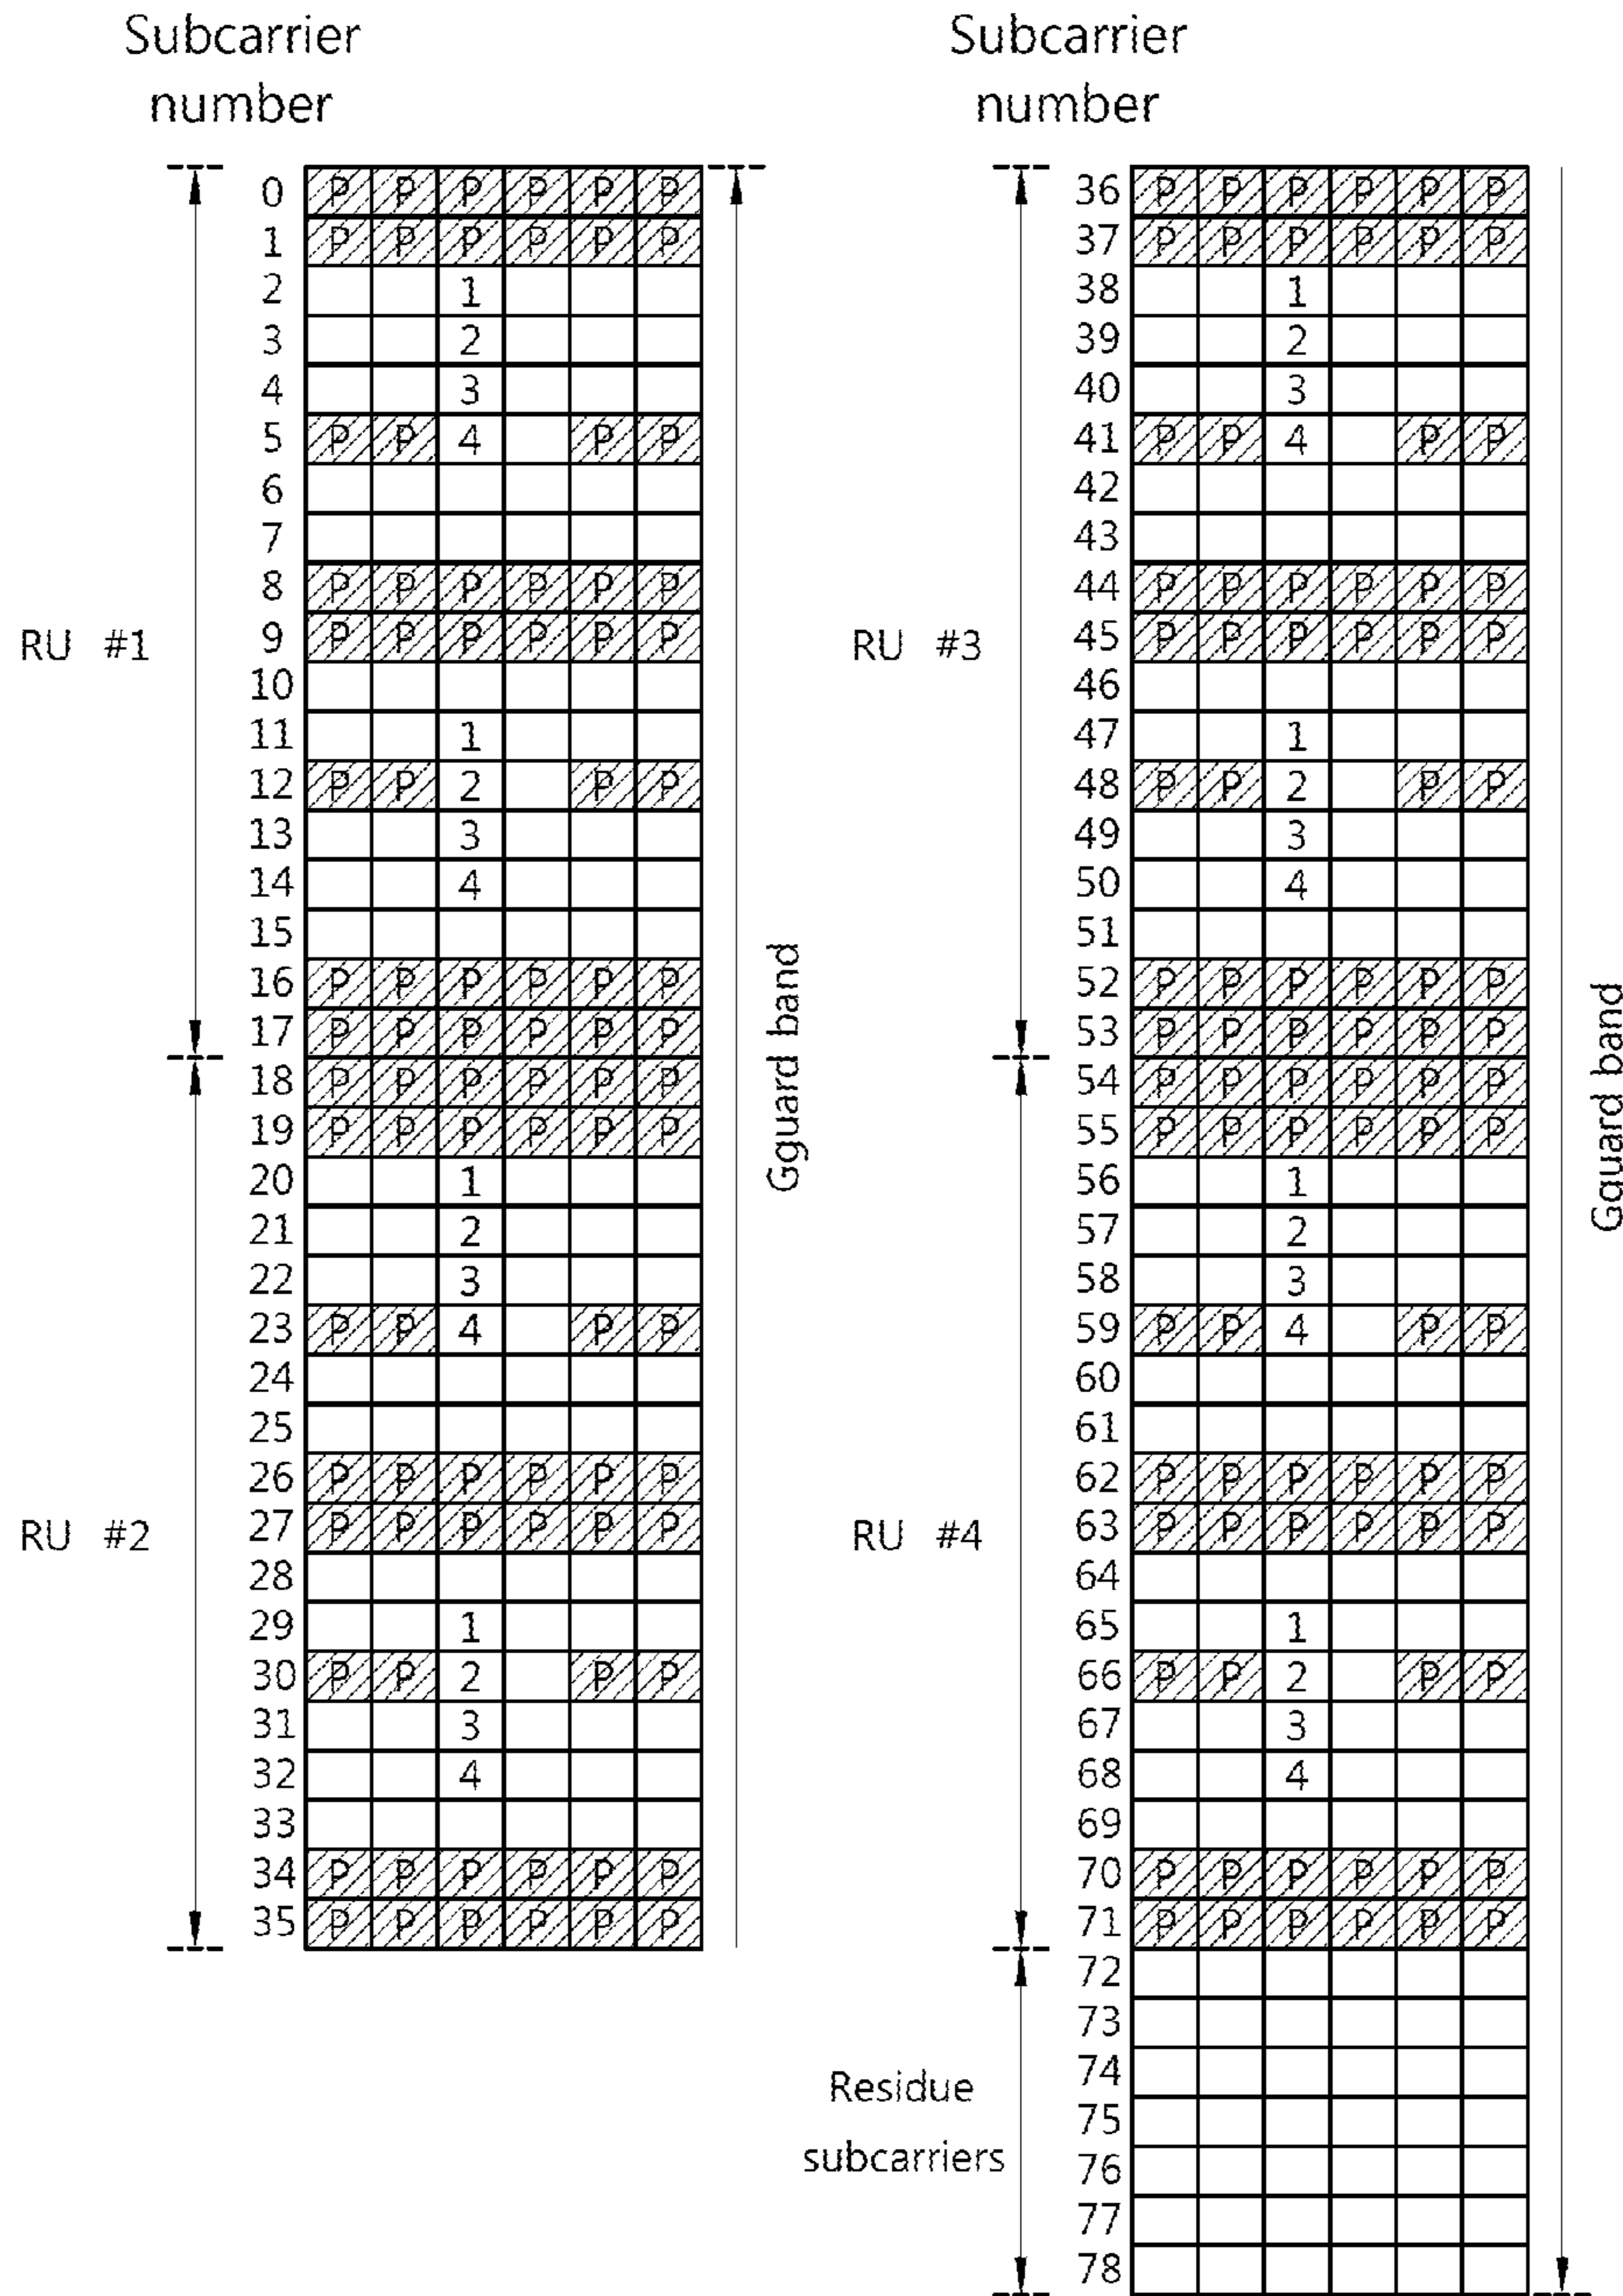 Subcarrier
number
0 P P P P P P
1 P P P P P P
2 1
3 2
4 3
5 P P 4 P P
6
7
8 P P P P P P
RU #1
9 P P P P P P
10
11 1
12 P P 2 P P
13 3
14 4
15
16 P P P P P P
17 P P P P P P
18 P P P P P P
19 P P P P P P
20 1
21 2
22 3
23 P P 4 P P
24
25
26 P P P P P P
RU #2
27 P P P P P P
28
29 1
30 P P 2 P P
31 3
32 4
33
34 P P P P P P
35 P P P P P P
Gguard band
Subcarrier
number
36 P P P P P P
37 P P P P P P
38 1
39 2
40 3
41 P P 4 P P
42
43
44 P P P P P P
RU #3
45 P P P P P P
46
47 1
48 P P 2 P P
49 3
50 4
51
52 P P P P P P
53 P P P P P P
54 P P P P P P
55 P P P P P P
56 1
57 2
58 3
59 P P 4 P P
60
61
62 P P P P P P
RU #4
63 P P P P P P
64
65 1
66 P P 2 P P
67 3
68 4
69
70 P P P P P P
71 P P P P P P
72
73
74
Residue
75
subcarriers
76
77
78
Gguard band